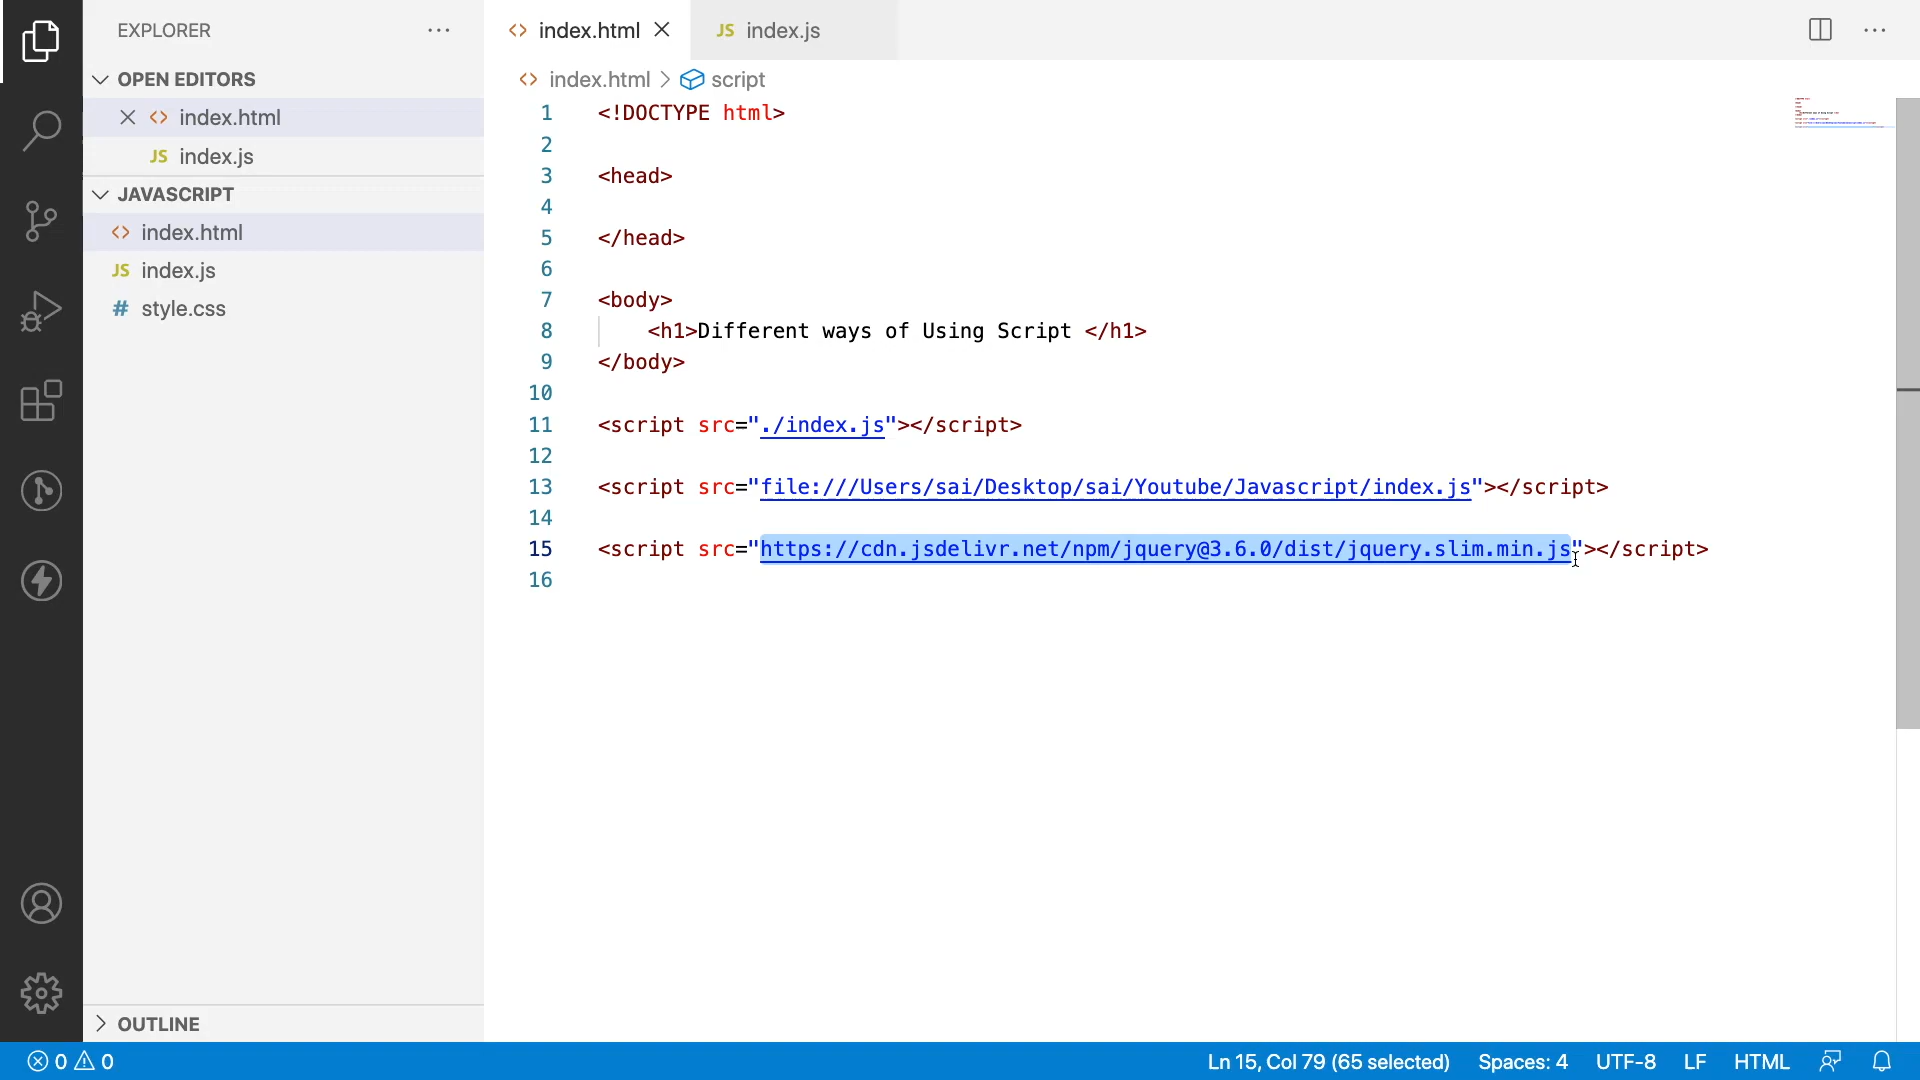 EXPLORER
OPEN EDITORS
index.html
JS index.js
JAVASCRIPT
index.html
JS index.js
# style.css
OUTLINE
index.html
JS index.js
index.html > script
1 <!DOCTYPE html>
2
3 <head>
4
5 </head>
6
7 <body>
8 <h1>Different ways of Using Script </h1>
9 </body>
10
11 <script src="./index.js"></script>
12
13 <script src="file:///Users/sai/Desktop/sai/Youtube/Javascript/index.js"></script>
14
15 <script src="https://cdn.jsdelivr.net/npm/jquery@3.6.0/dist/jquery.slim.min.js"></script>
16
0 0 Ln 15, Col 79 (65 selected) Spaces: 4 UTF-8 LF HTML